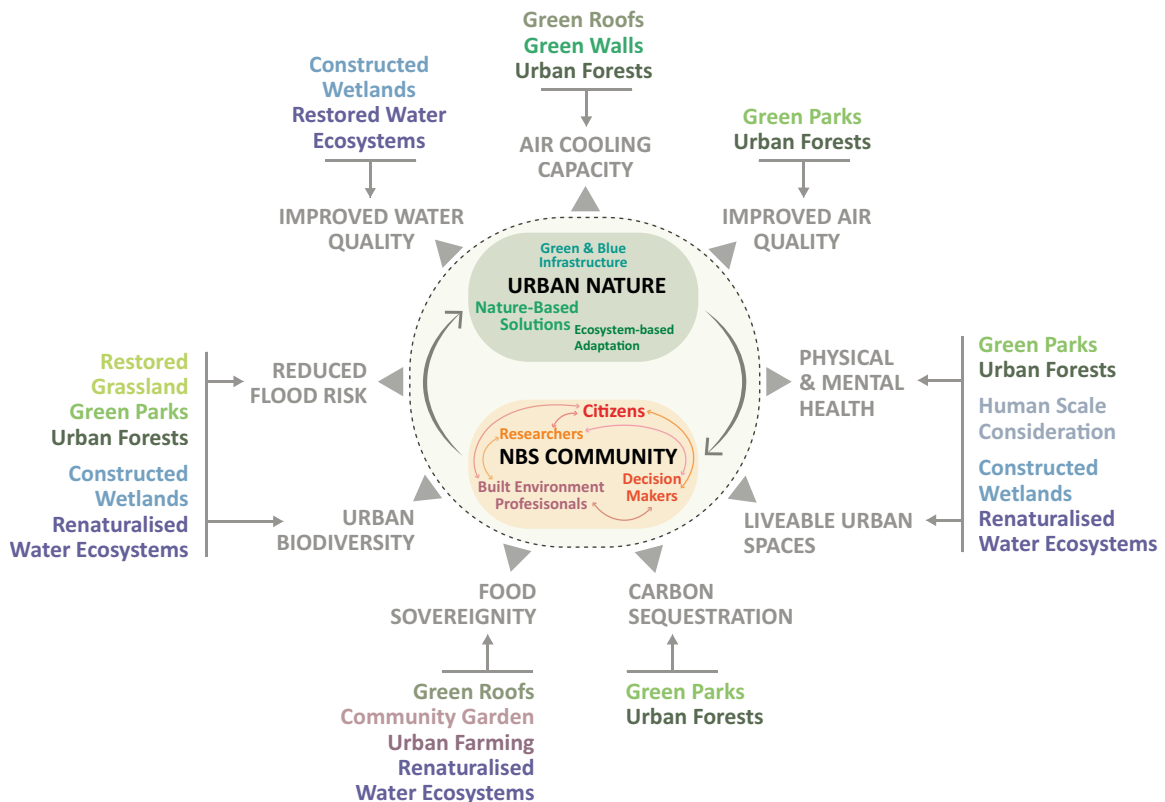 Green Roofs
Green Walls
Urban Forests
AIR COOLING
CAPACITY
Constructed
Wetlands
Restored Water
Ecosystems
IMPROVED WATER
QUALITY
Green Parks
Urban Forests
IMPROVED AIR
QUALITY
Green & Blue
Infrastructure
URBAN NATURE
Nature-Based
Solutions
Ecosystem-based
Adaptation
Restored
Grassland
Green Parks
Urban Forests
Constructed
Wetlands
Renaturalised
Water Ecosystems
REDUCED
FLOOD RISK
URBAN
BIODIVERSITY
Citizens
Researchers
NBS COMMUNITY
Built Environment
Profesisonals
Decision
Makers
PHYSICAL
& MENTAL
HEALTH
LIVEABLE URBAN
SPACES
Green Parks
Urban Forests
Human Scale
Consideration
Constructed
Wetlands
Renaturalised
Water Ecosystems
FOOD
SOVEREIGNITY
Green Roofs
Community Garden
Urban Farming
Renaturalised
Water Ecosystems
CARBON
SEQUESTRATION
Green Parks
Urban Forests